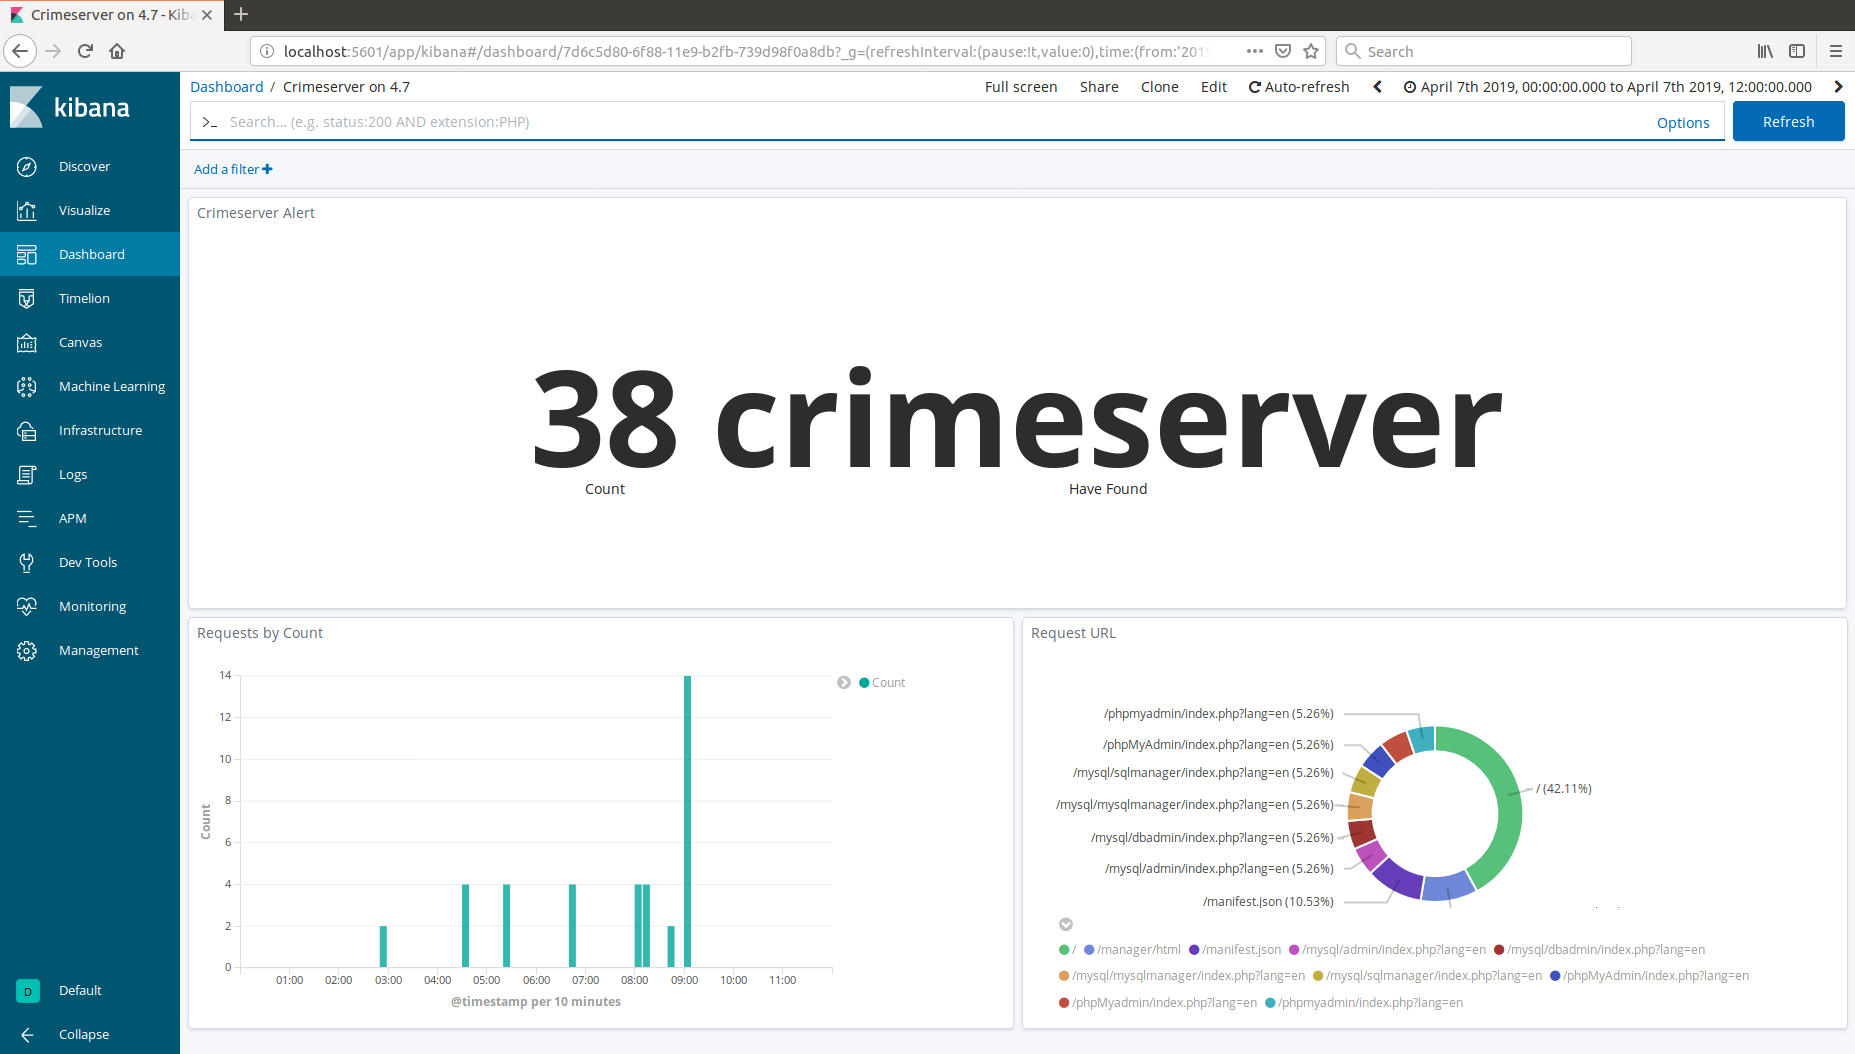 Crimeserver on 4.7 - Kiba
localhost:5601/app/kibana#/dashboard/7d6c5d80-6f88-11e9-b2fb-739d98f0a8db?_g=(refreshInterval:(pause:!t,value:0),time:(from:'2019
Search
kibana
Discover
Visualize
Dashboard
Timelion
Canvas
Machine Learning
Infrastructure
Logs
APM
Dev Tools
Monitoring
Management
D Default
Collapse
Dashboard / Crimeserver on 4.7
Full screen Share Clone Edit Auto-refresh April 7th 2019, 00:00:00.000 to April 7th 2019, 12:00:00.000
>_ Search... (e.g. status:200 AND extension:PHP) Options Refresh
Add a filter
Crimeserver Alert
38 crimeserver
Count Have Found
Requests by Count
14
12
10
8
6
4
2
0
Count
01:00 02:00 03:00 04:00 05:00 06:00 07:00 08:00 09:00 10:00 11:00
@timestamp per 10 minutes
Count
Request URL
/phpmyadmin/index.php?lang=en (5.26%)
/phpMyAdmin/index.php?lang=en (5.26%)
/mysql/sqlmanager/index.php?lang=en (5.26%)
/ (42.11%)
/mysql/mysqlmanager/index.php?lang=en (5.26%)
/mysql/dbadmin/index.php?lang=en (5.26%)
/mysql/admin/index.php?lang=en (5.26%)
/manifest.json (10.53%)
/ /manager/html /manifest.json /mysql/admin/index.php?lang=en /mysql/dbadmin/index.php?lang=en
/mysql/mysqlmanager/index.php?lang=en /mysql/sqlmanager/index.php?lang=en /phpMyAdmin/index.php?lang=en
/phpMyadmin/index.php?lang=en /phpmyadmin/index.php?lang=en